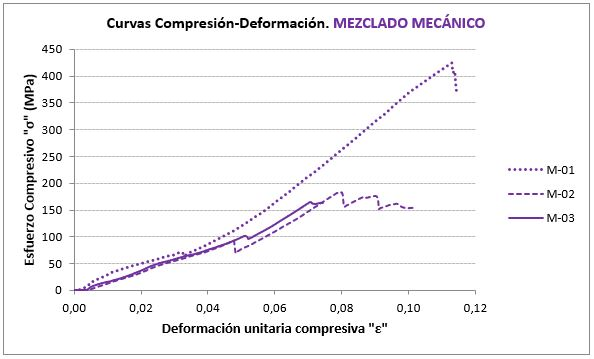 Curvas Compresión-Deformación. MEZCLADO MECÁNICO
Esfuerzo Compresivo "σ" (MPa)
450
400
350
300
250
200
150
100
50
0
0,00 0,02 0,04 0,06 0,08 0,10 0,12
Deformación unitaria compresiva "ε"
M-01
M-02
M-03